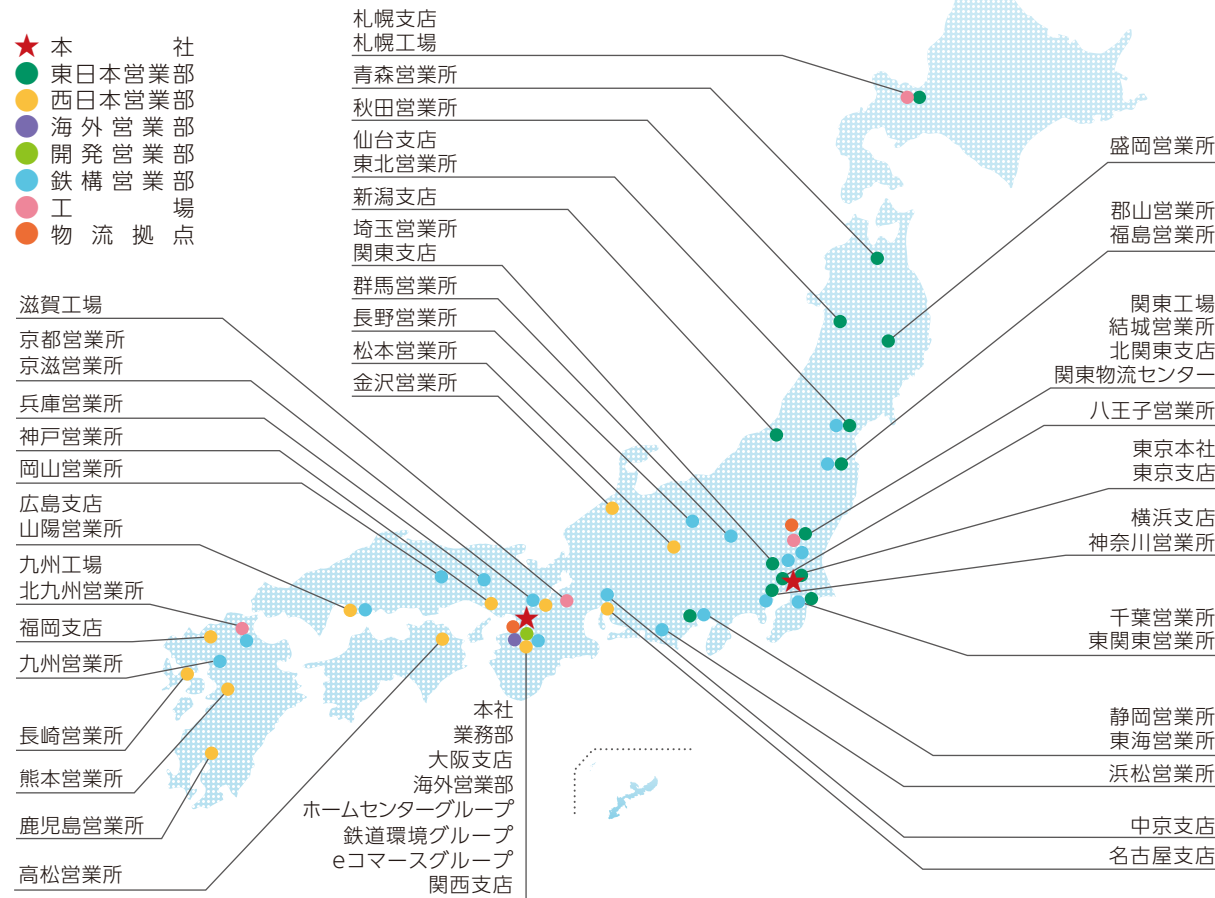 本社
東日本営業部
西日本営業部
海外営業部
開発営業部
鉄構営業部
工場
物流拠点
札幌支店
札幌工場
青森営業所
秋田営業所
仙台支店
東北営業所
新潟支店
埼玉営業所
関東支店
群馬営業所
長野営業所
松本営業所
金沢営業所
滋賀工場
京都営業所
京滋営業所
兵庫営業所
神戸営業所
岡山営業所
広島支店
山陽営業所
九州工場
北九州営業所
福岡支店
九州営業所
長崎営業所
熊本営業所
鹿児島営業所
高松営業所
本社
業務部
大阪支店
海外営業部
ホームセンターグループ
鉄道環境グループ
eコマースグループ
関西支店
盛岡営業所
郡山営業所
福島営業所
関東工場
結城営業所
北関東支店
関東物流センター
八王子営業所
東京本社
東京支店
横浜支店
神奈川営業所
千葉営業所
東関東営業所
静岡営業所
東海営業所
浜松営業所
中京支店
名古屋支店